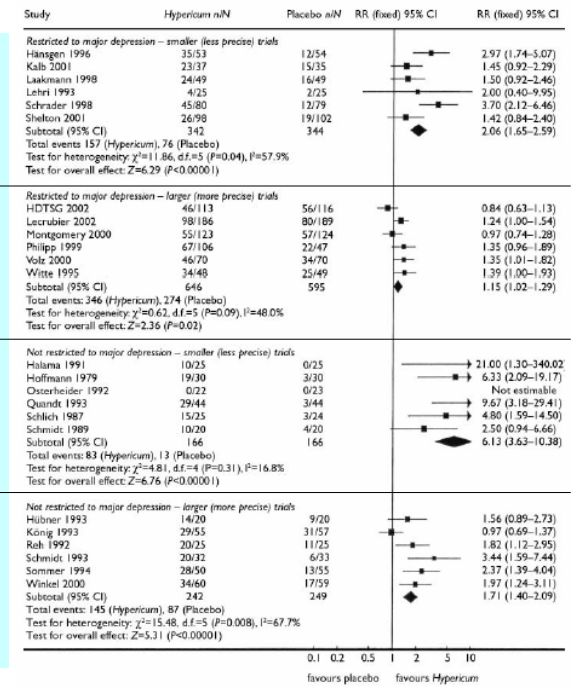 Study Hypericum n/N Placebo n/N RR (fixed) 95% CI RR (fixed) 95% CI
Restricted to major depression – smaller (less precise) trials
Hänsgen 1996 35/53 12/54 2.97 (1.74–5.07)
Kalb 2001 23/37 15/35 1.45 (0.92–2.29)
Laakmann 1998 24/49 16/49 1.50 (0.92–2.46)
Lehri 1993 4/25 2/25 2.00 (0.40–9.95)
Schrader 1998 45/80 12/79 3.70 (2.12–6.46)
Shelton 2001 26/98 19/102 1.42 (0.84–2.40)
Subtotal (95% CI) 342 344 2.06 (1.65–2.59)
Total events 157 (Hypericum), 76 (Placebo)
Test for heterogeneity: χ²=11.86, d.f.=5 (P=0.04), I²=57.9%
Test for overall effect: Z=6.29 (P<0.00001)
Restricted to major depression – larger (more precise) trials
HDTSG 2002 46/113 56/116 0.84 (0.63–1.13)
Lecrubier 2002 98/186 80/189 1.24 (1.00–1.54)
Montgomery 2000 55/123 57/124 0.97 (0.74–1.28)
Philipp 1999 67/106 22/47 1.35 (0.96–1.89)
Volz 2000 46/70 34/70 1.35 (1.01–1.82)
Witte 1995 34/48 25/49 1.39 (1.00–1.93)
Subtotal (95% CI) 646 595 1.15 (1.02–1.29)
Total events: 346 (Hypericum), 274 (Placebo)
Test for heterogeneity: χ²=0.62, d.f.=5 (P=0.09), I²=48.0%
Test for overall effect: Z=2.36 (P=0.02)
Not restricted to major depression – smaller (less precise) trials
Halama 1991 10/25 0/25 21.00 (1.30–340.02)
Hoffmann 1979 19/30 3/30 6.33 (2.09–19.17)
Osterheider 1992 0/22 0/23 Not estimable
Quandt 1993 29/44 3/44 9.67 (3.18–29.41)
Schlich 1987 15/25 3/24 4.80 (1.59–14.50)
Schmidt 1989 10/20 4/20 2.50 (0.94–6.66)
Subtotal (95% CI) 166 166 6.13 (3.63–10.38)
Total events: 83 (Hypericum), 13 (Placebo)
Test for heterogeneity: χ²=4.81, d.f.=4 (P=0.31), I²=16.8%
Test for overall effect: Z=6.76 (P<0.00001)
Not restricted to major depression – larger (more precise) trials
Hübner 1993 14/20 9/20 1.56 (0.89–2.73)
König 1993 29/55 31/57 0.97 (0.69–1.37)
Reh 1992 20/25 11/25 1.82 (1.12–2.95)
Schmidt 1993 20/32 6/33 3.44 (1.59–7.44)
Sommer 1994 28/50 13/55 2.37 (1.39–4.04)
Winkel 2000 34/60 17/59 1.97 (1.24–3.11)
Subtotal (95% CI) 242 249 1.71 (1.40–2.09)
Total events: 145 (Hypericum), 87 (Placebo)
Test for heterogeneity: χ²=15.48, d.f.=5 (P=0.008), I²=67.7%
Test for overall effect: Z=5.31 (P<0.00001)
0.1 0.2 0.5 1 2 5 10
favours placebo favours Hypericum